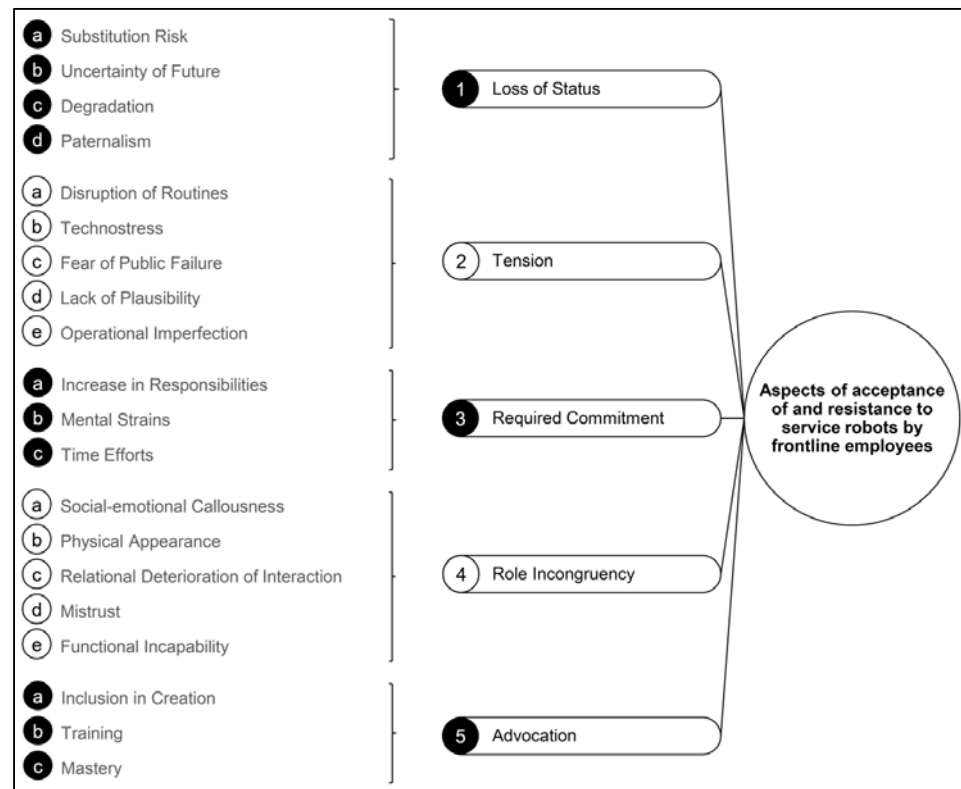 a Substitution Risk
b Uncertainty of Future
c Degradation
d Paternalism
1 Loss of Status
a Disruption of Routines
b Technostress
c Fear of Public Failure
d Lack of Plausibility
e Operational Imperfection
2 Tension
a Increase in Responsibilities
b Mental Strains
c Time Efforts
3 Required Commitment
a Social-emotional Callousness
b Physical Appearance
c Relational Deterioration of Interaction
d Mistrust
e Functional Incapability
4 Role Incongruency
a Inclusion in Creation
b Training
c Mastery
5 Advocation
Aspects of acceptance
of and resistance to
service robots by
frontline employees